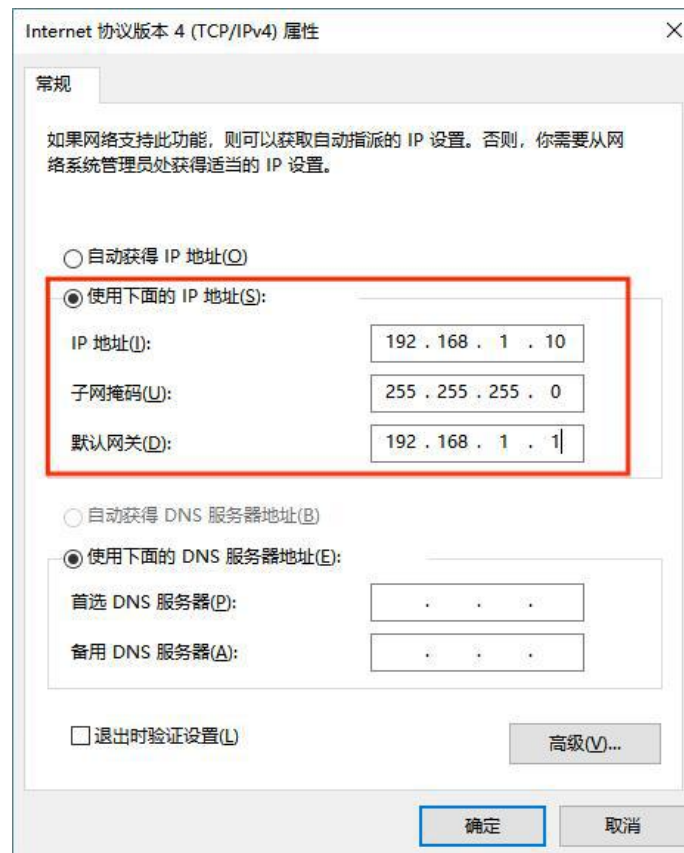 Internet 协议版本 4 (TCP/IPv4) 属性
常规
如果网络支持此功能，则可以获取自动指派的 IP 设置。否则，你需要从网
络系统管理员处获得适当的 IP 设置。
自动获得 IP 地址(O)
使用下面的 IP 地址(S):
IP 地址(I): 192 . 168 . 1 . 10
子网掩码(U): 255 . 255 . 255 . 0
默认网关(D): 192 . 168 . 1 . 1
自动获得 DNS 服务器地址(B)
使用下面的 DNS 服务器地址(E):
首选 DNS 服务器(P): . . .
备用 DNS 服务器(A): . . .
退出时验证设置(L)
高级(V)...
确定 取消